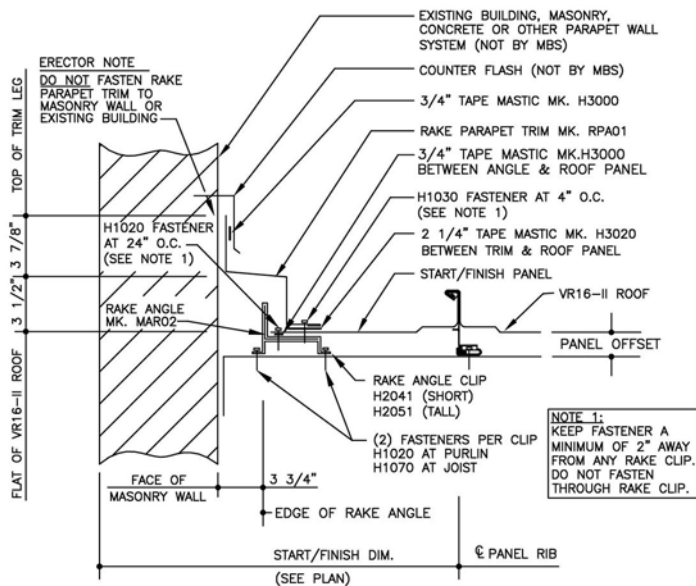 EXISTING BUILDING, MASONRY,
CONCRETE OR OTHER PARAPET WALL
SYSTEM (NOT BY MBS)
ERECTOR NOTE
DO NOT FASTEN RAKE
PARAPET TRIM TO
MASONRY WALL OR
EXISTING BUILDING
COUNTER FLASH (NOT BY MBS)
3/4" TAPE MASTIC MK. H3000
RAKE PARAPET TRIM MK. RPA01
3/4" TAPE MASTIC MK.H3000
BETWEEN ANGLE & ROOF PANEL
H1030 FASTENER AT 4" O.C.
(SEE NOTE 1)
2 1/4" TAPE MASTIC MK. H3020
BETWEEN TRIM & ROOF PANEL
START/FINISH PANEL
VR16-II ROOF
PANEL OFFSET
TOP OF TRIM LEG
3 7/8"
3 1/2"
FLAT OF VR16-II ROOF
H1020 FASTENER
AT 24" O.C.
(SEE NOTE 1)
RAKE ANGLE
MK. MAR02
RAKE ANGLE CLIP
H2041 (SHORT)
H2051 (TALL)
(2) FASTENERS PER CLIP
H1020 AT PURLIN
H1070 AT JOIST
NOTE 1:
KEEP FASTENER A
MINIMUM OF 2" AWAY
FROM ANY RAKE CLIP.
DO NOT FASTEN
THROUGH RAKE CLIP.
FACE OF
MASONRY WALL
3 3/4"
EDGE OF RAKE ANGLE
START/FINISH DIM.
(SEE PLAN)
℄ PANEL RIB